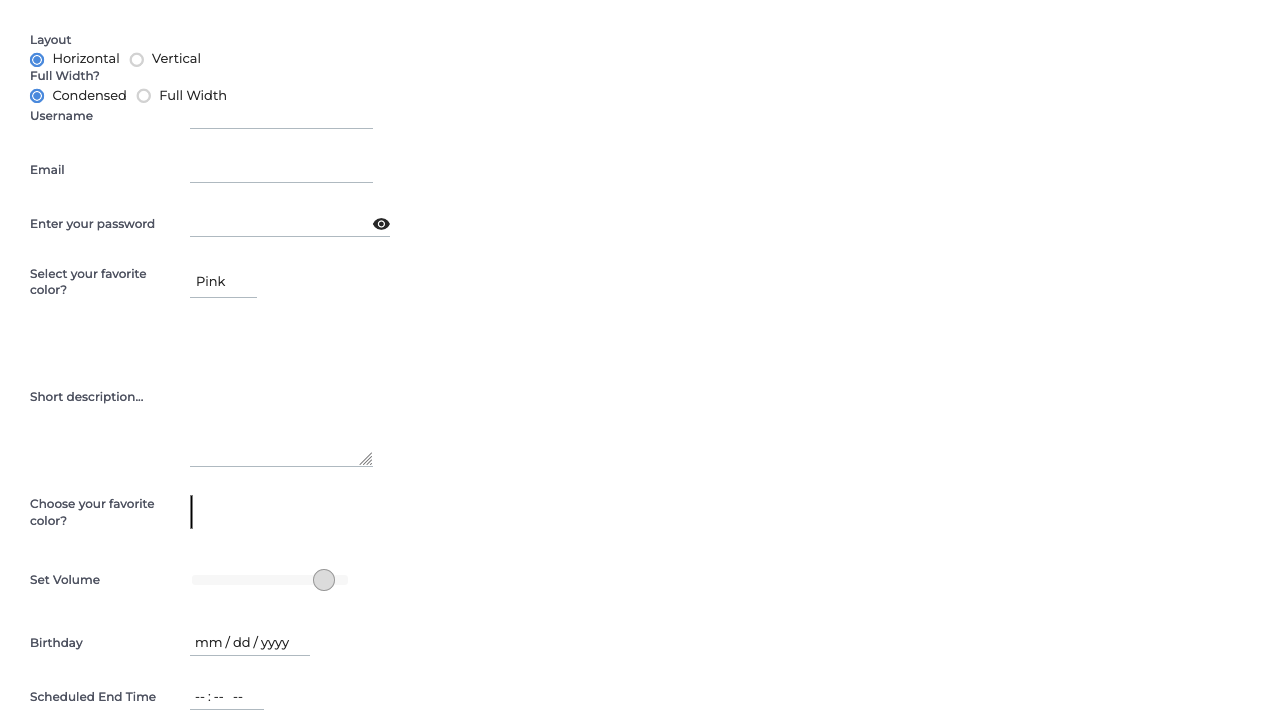 Layout
Horizontal Vertical
Full Width?
Condensed Full Width
Username
Email
Enter your password
Select your favorite
color?
Pink
Short description...
Choose your favorite
color?
Set Volume
Birthday mm/dd/yyyy
Scheduled End Time --:-- --